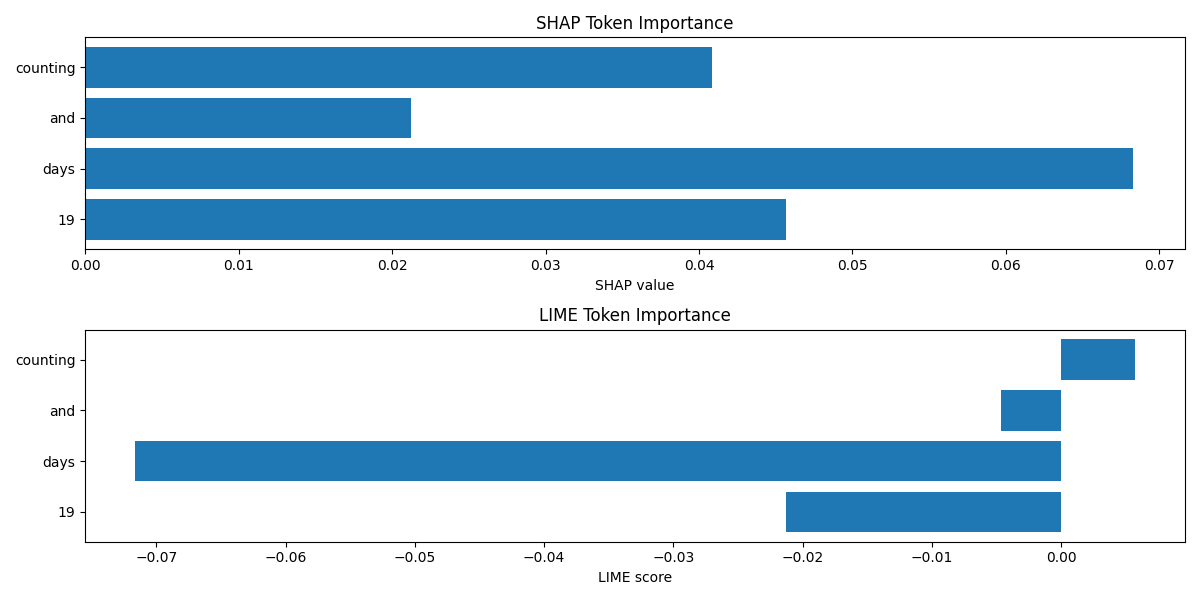 SHAP Token Importance
counting
and
days
19
0.00 0.01 0.02 0.03 0.04 0.05 0.06 0.07
SHAP value
LIME Token Importance
counting
and
days
19
−0.07 −0.06 −0.05 −0.04 −0.03 −0.02 −0.01 0.00
LIME score